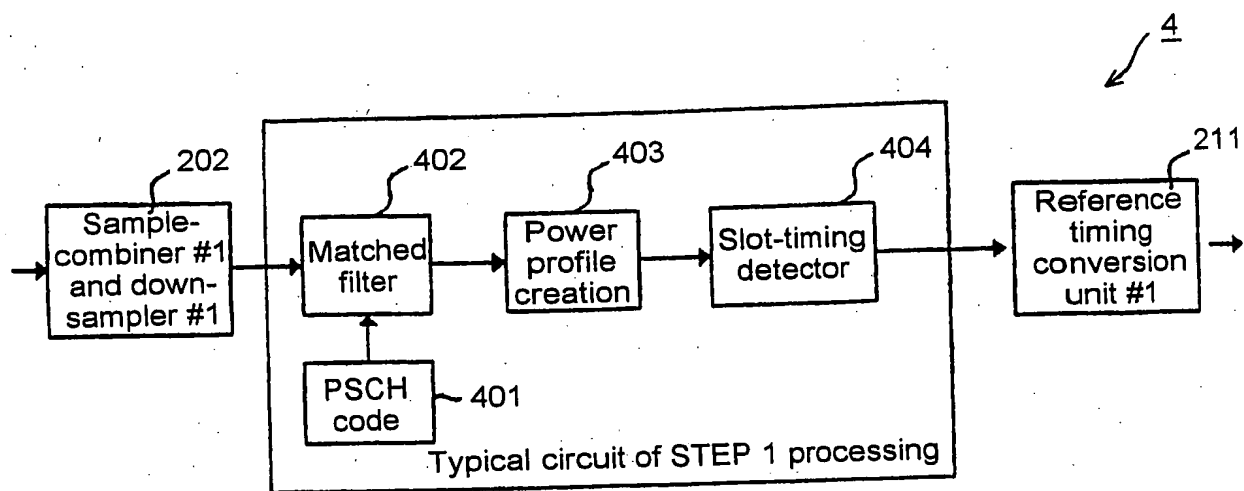 4
202
Sample-
combiner #1
and down-
sampler #1
402
Matched
filter
403
Power
profile
creation
404
Slot-timing
detector
211
Reference
timing
conversion
unit #1
PSCH
code
401
Typical circuit of STEP 1 processing